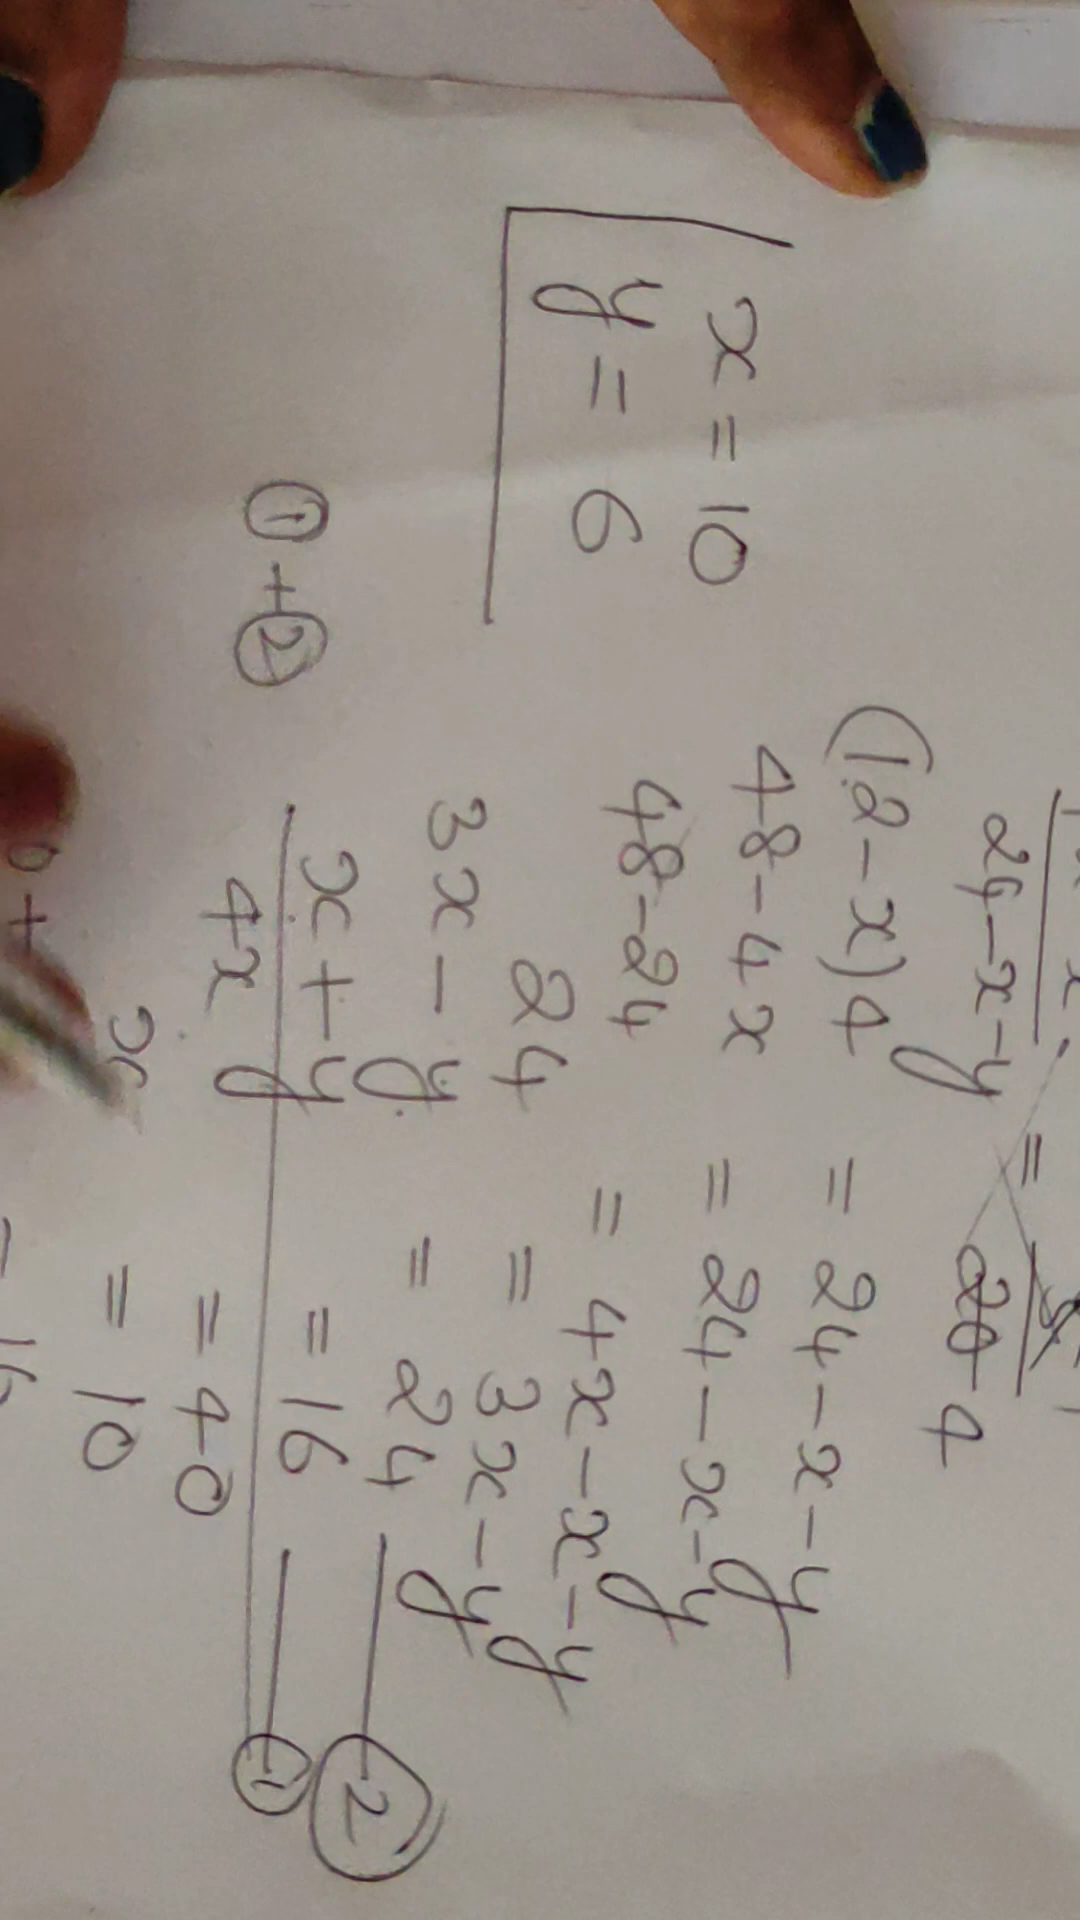 24-x-y = 20 4
(12-x)4 = 24-x-y
48-4x = 24-x-y
48-24 = 4x-x-y
24 = 3x-y
3x-y = 24 — 2
x+y = 16 — 1
1 + 2 4x = 40
x = 10
x = 10
y = 6